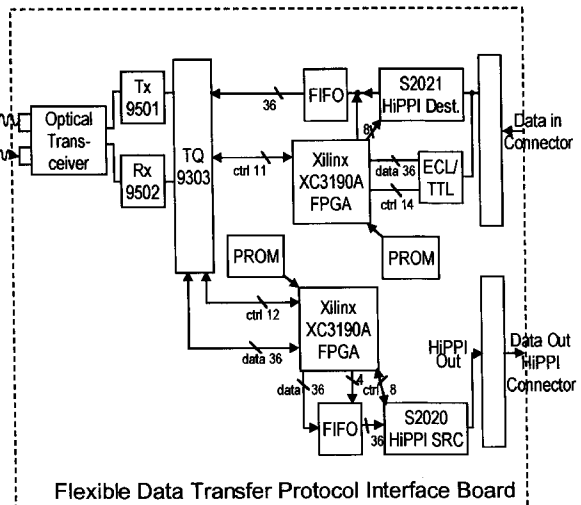 Tx
9501
Optical
Trans-
ceiver
Rx
9502
TQ
9303
36
FIFO
S2021
HiPPI Dest.
8
Data in
Connector
ctrl 11
Xilinx
XC3190A
FPGA
data 36
ctrl 14
ECL/
TTL
PROM
PROM
ctrl 12
data 36
Xilinx
XC3190A
FPGA
HiPPI
Out
Data Out
HiPPI
Connector
data 36
4
ctrl 8
FIFO
36
S2020
HiPPI SRC
Flexible Data Transfer Protocol Interface Board